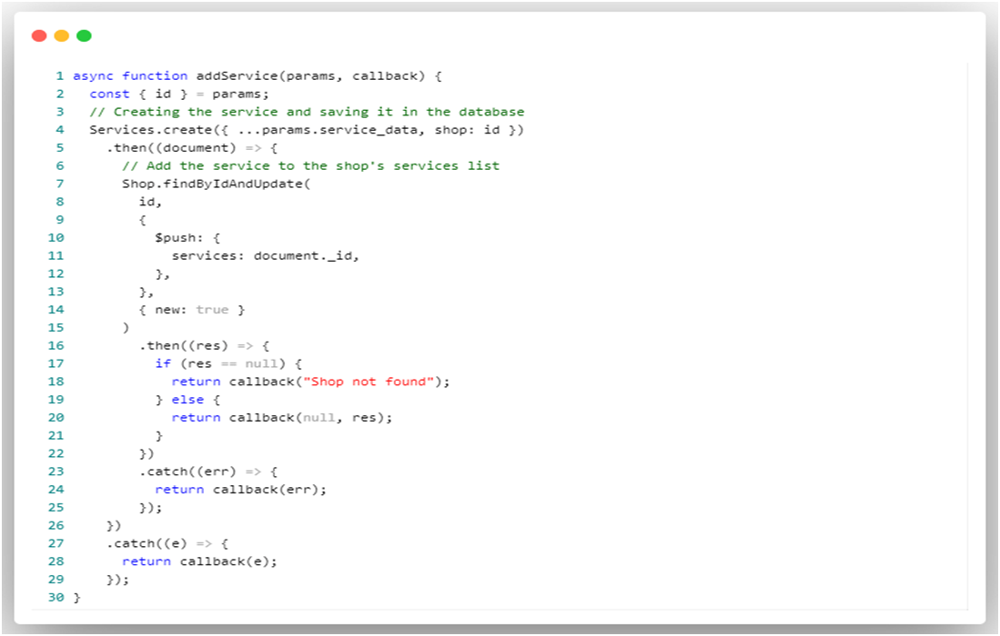 1 async function addService(params, callback) {
2   const { id } = params;
3   // Creating the service and saving it in the database
4   Services.create({ ...params.service_data, shop: id })
5     .then((document) => {
6       // Add the service to the shop's services list
7       Shop.findByIdAndUpdate(
8         id,
9         {
10           $push: {
11             services: document._id,
12           },
13         },
14         { new: true }
15       )
16         .then((res) => {
17           if (res == null) {
18             return callback("Shop not found");
19           } else {
20             return callback(null, res);
21           }
22         })
23         .catch((err) => {
24           return callback(err);
25         });
26     })
27     .catch((e) => {
28       return callback(e);
29     });
30 }